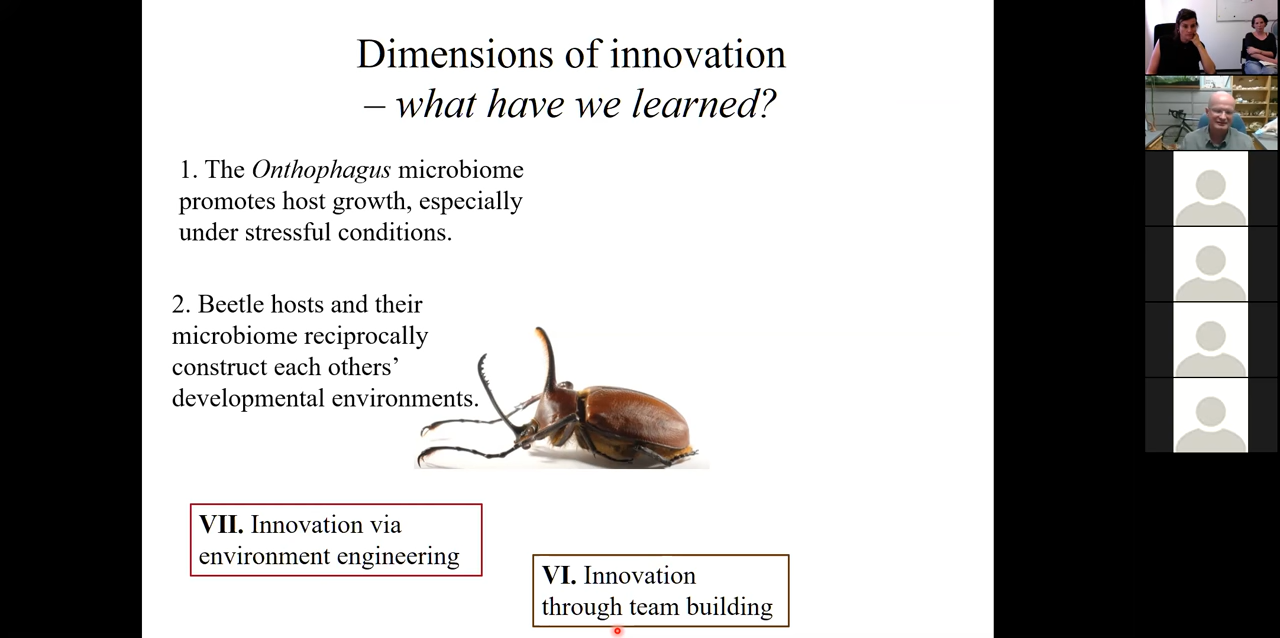 Dimensions of innovation
– what have we learned?
1. The Onthophagus microbiome
promotes host growth, especially
under stressful conditions.
2. Beetle hosts and their
microbiome reciprocally
construct each others’
developmental environments.
VII. Innovation via
environment engineering
VI. Innovation
through team building